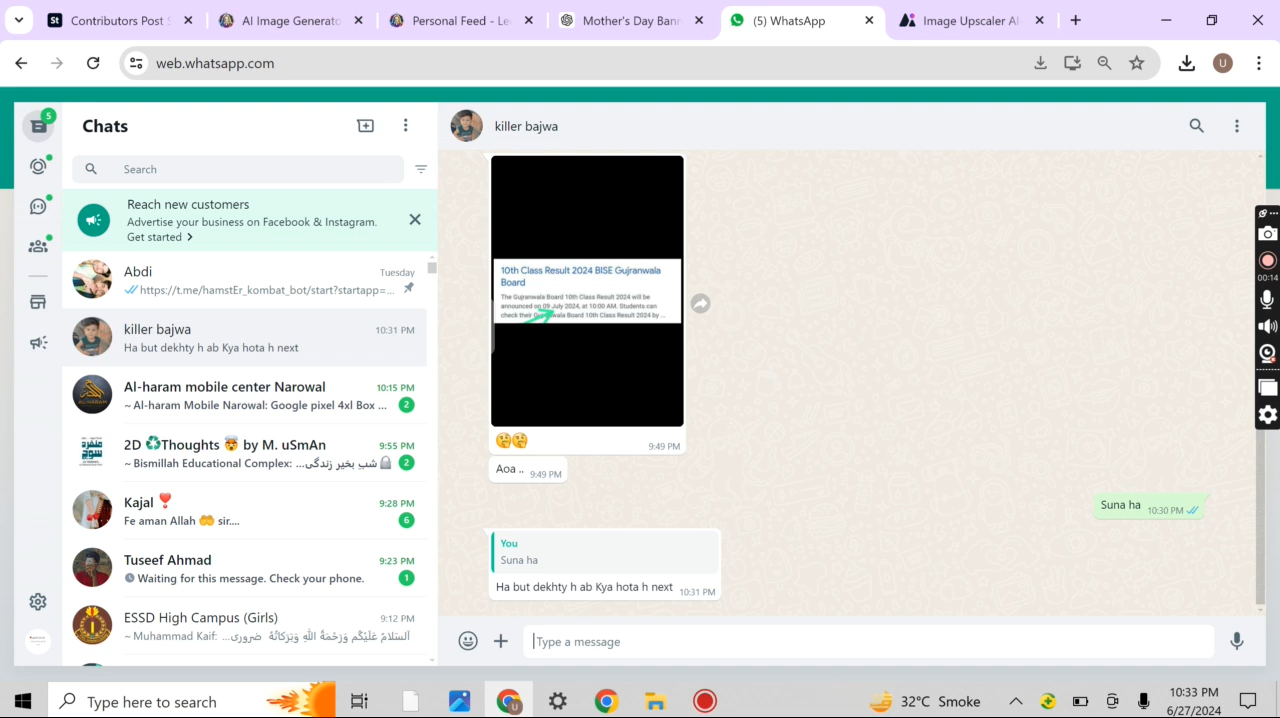 Contributors Post S
AI Image Generato
Personal Feed - Le
Mother's Day Bann
(5) WhatsApp
Image Upscaler AI
web.whatsapp.com
U
5
Chats
Search
Reach new customers
Advertise your business on Facebook & Instagram.
Get started >
Abdi
Tuesday
https://t.me/hamstEr_kombat_bot/start?startapp=...
killer bajwa
10:31 PM
Ha but dekhty h ab Kya hota h next
Al-haram mobile center Narowal
10:15 PM
~ Al-haram Mobile Narowal: Google pixel 4xl Box ...
2
2D ♻️Thoughts 🤯 by M. uSmAn
9:55 PM
~ Bismillah Educational Complex: ...شب بخیر زندگی
2
Kajal ❣️
9:28 PM
Fe aman Allah 🤲 sir....
6
Tuseef Ahmad
9:23 PM
Waiting for this message. Check your phone.
1
ESSD High Campus (Girls)
9:12 PM
~ Muhammad Kaif: ...اَلسَلامُ عَلَيْكُم وَرَحْمَةُ اللهِ وَبَرَكاتُهُ ضروری
killer bajwa
10th Class Result 2024 BISE Gujranwala
Board
The Gujranwala Board 10th Class Result 2024 will be
announced on 09 July 2024, at 10:00 AM. Students can
check their Gujranwala Board 10th Class Result 2024 by ...
🤔🤔
9:49 PM
Aoa ..
9:49 PM
Suna ha
10:30 PM
You
Suna ha
Ha but dekhty h ab Kya hota h next
10:31 PM
Type a message
00:14
Type here to search
U
32°C Smoke
10:33 PM
6/27/2024